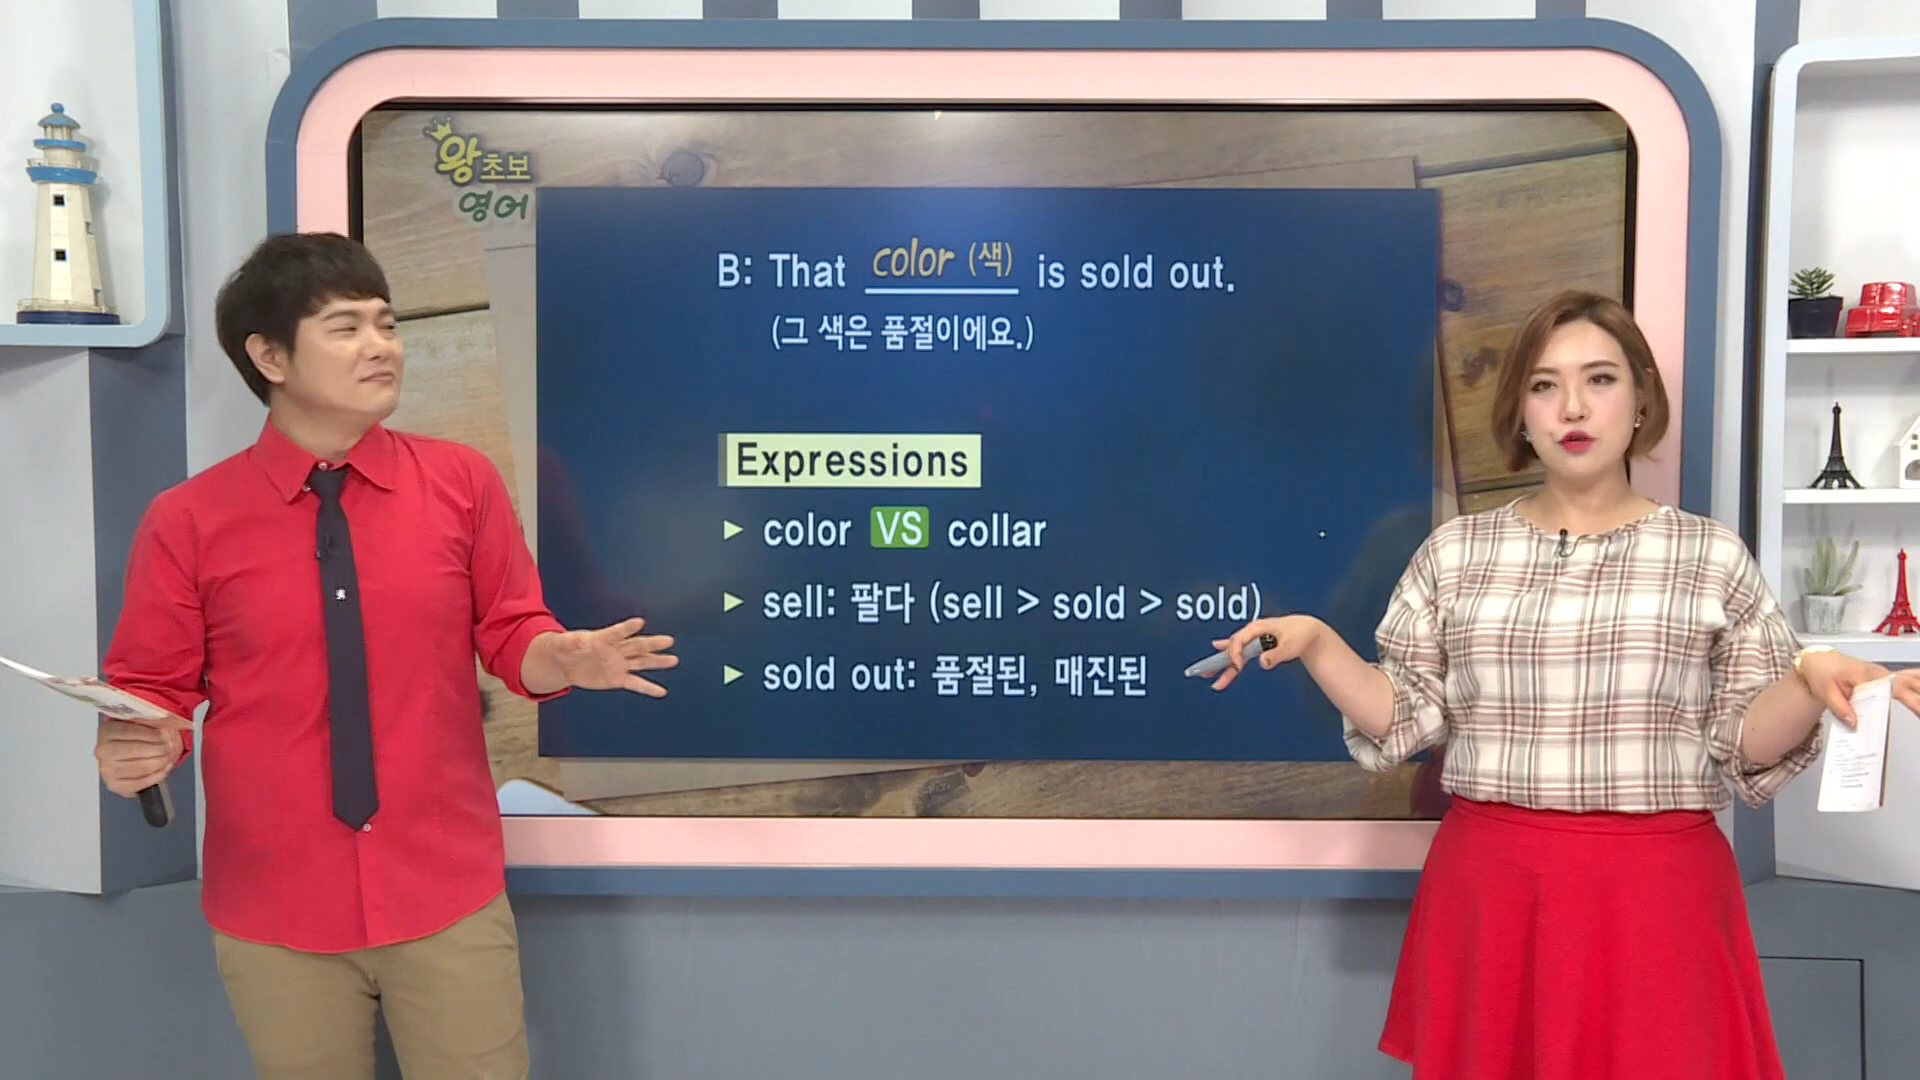 왕초보
영어
B: That color (색) is sold out.
(그 색은 품절이에요.)
Expressions
▶ color VS collar
▶ sell: 팔다 (sell > sold > sold)
▶ sold out: 품절된, 매진된